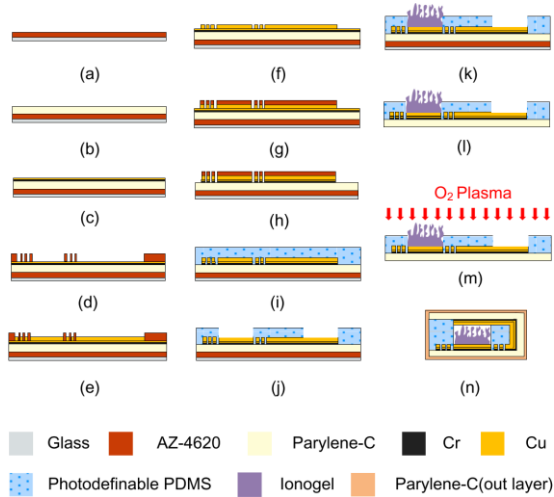 (a)
(b)
(c)
(d)
(e)
(f)
(g)
(h)
(i)
(j)
(k)
(l)
O₂ Plasma
(m)
(n)
Glass AZ-4620 Parylene-C Cr Cu
Photodefinable PDMS Ionogel Parylene-C(out layer)